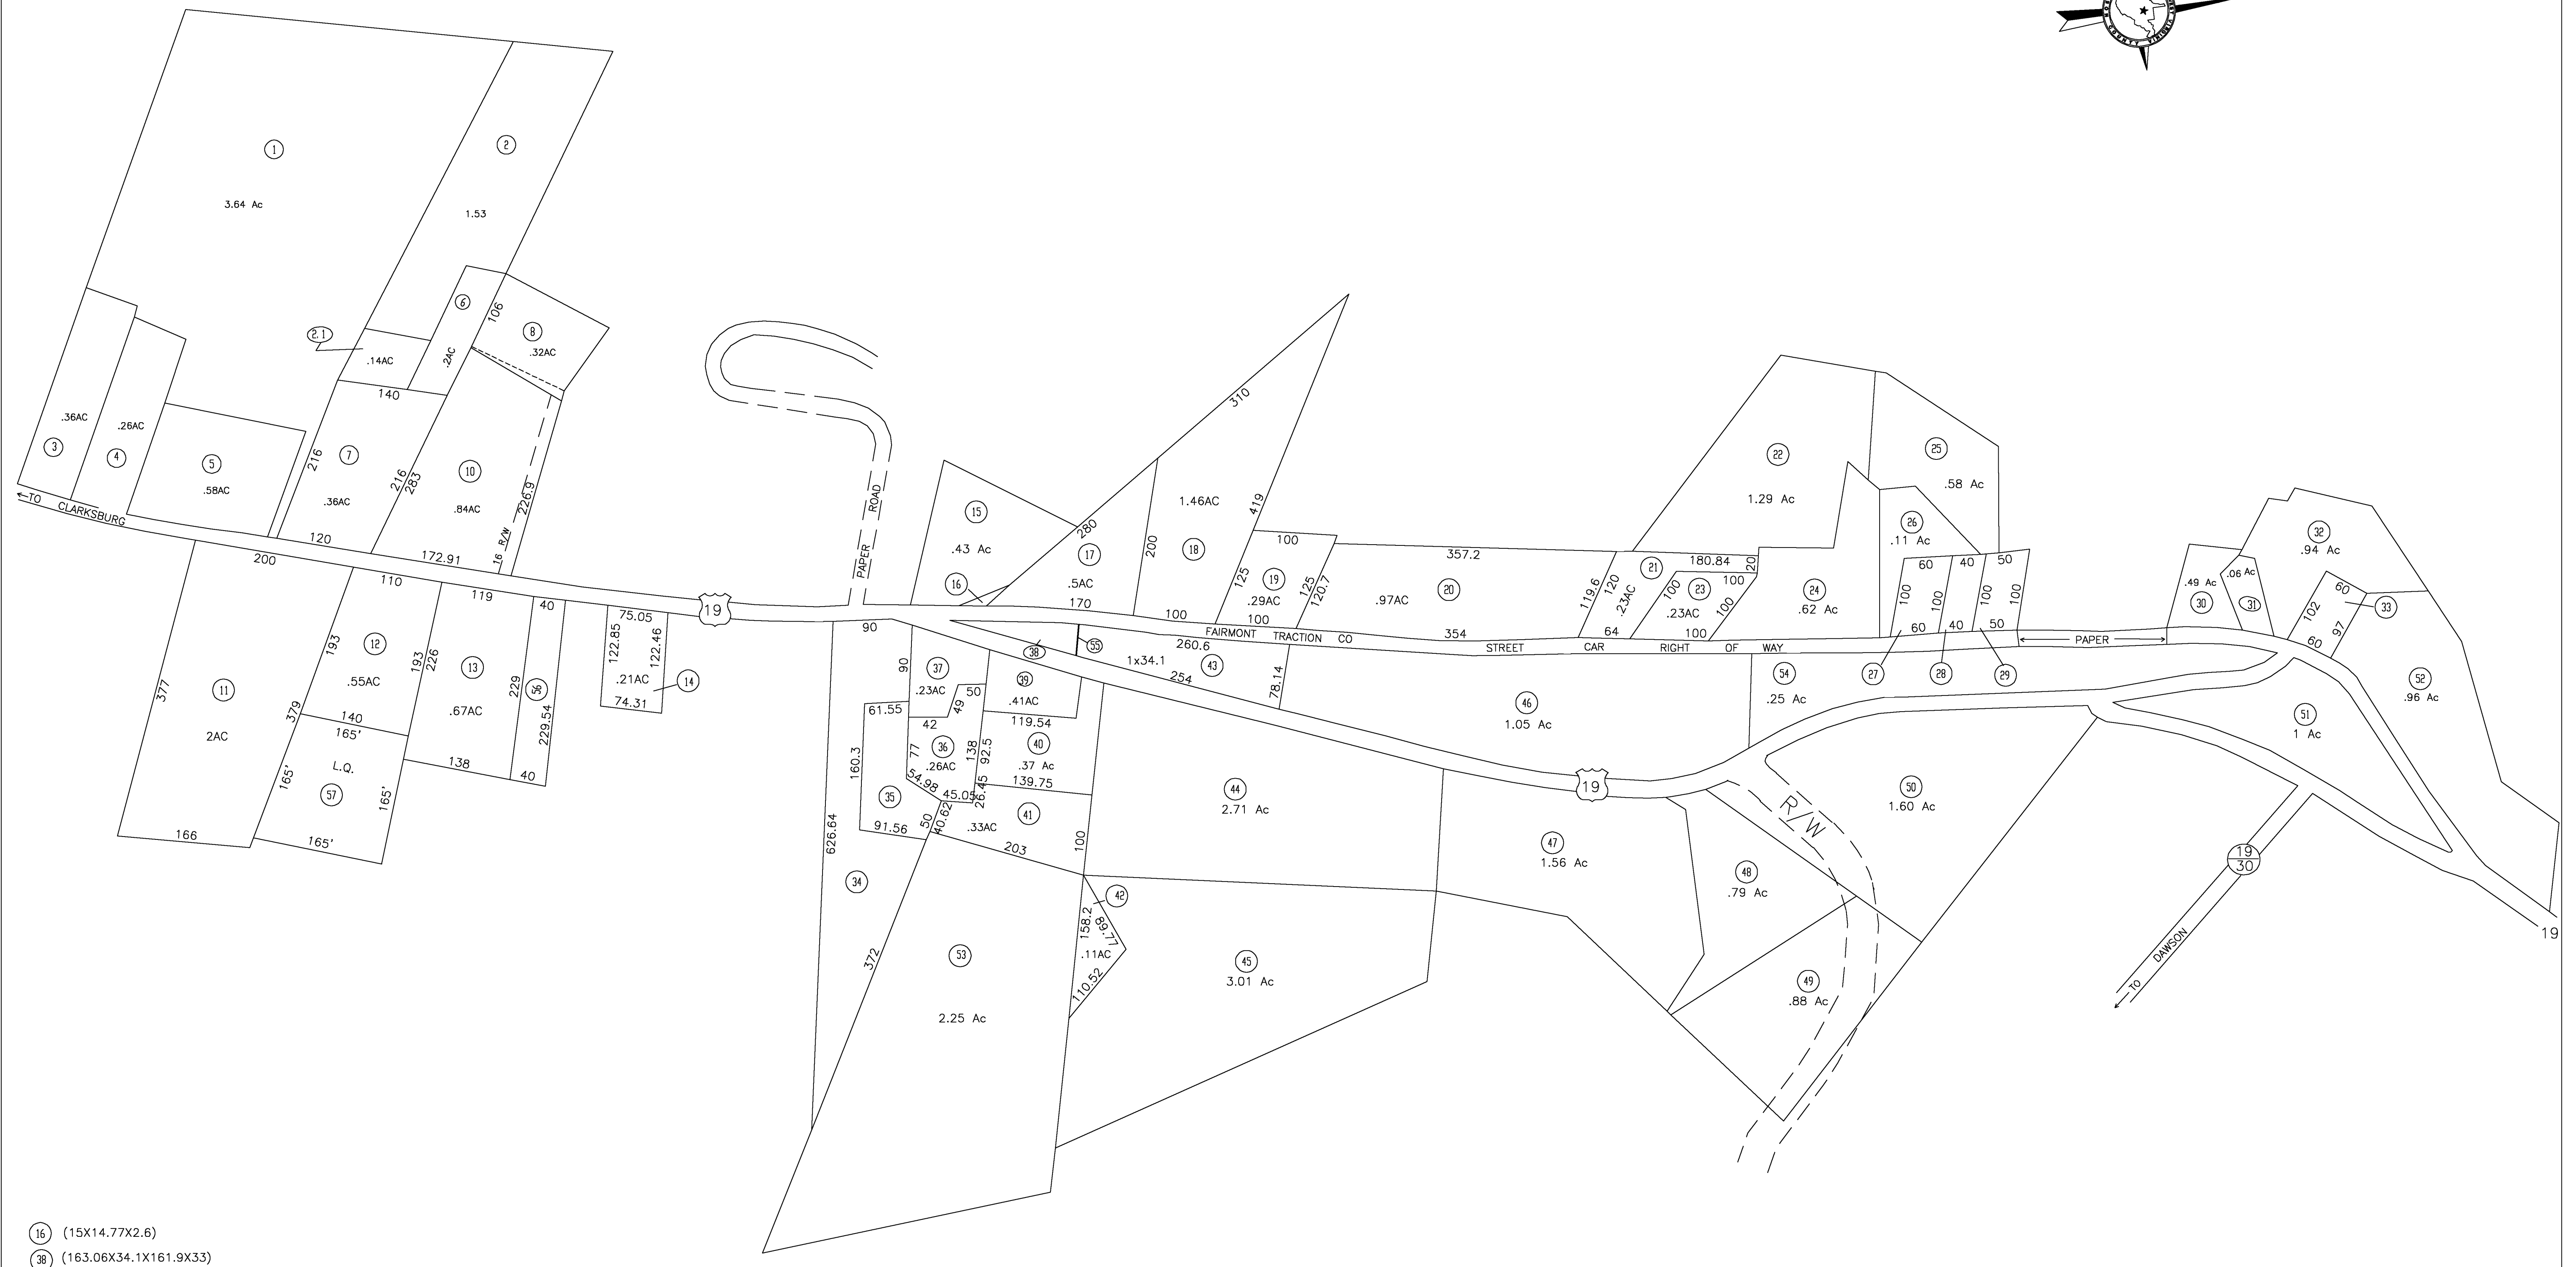 1
3.64 Ac
2
1.53
2.1
.14AC
6
.2AC
106
8
.32AC
140
3
.36AC
4
.26AC
5
.58AC
216
7
.36AC
216
283
10
.84AC
226.9
16 R/W
TO CLARKSBURG
120
172.91
200
110
119
40
75.05
377
11
2AC
166
193
12
.55AC
379
140
193
226
13
.67AC
138
229
56
229.54
40
122.85
122.46
.21AC
74.31
14
165'
L.Q.
57
165'
165'
165'
19
PAPER ROAD
15
.43 Ac
16
280
17
.5AC
170
310
200
1.46AC
18
419
100
100
125
19
.29AC
100
125
120.7
357.2
20
.97AC
354
FAIRMONT TRACTION CO STREET CAR RIGHT OF WAY
119.6
120
21
.23AC
64
180.84
20
100
23
100
.23AC
100
100
22
1.29 Ac
24
.62 Ac
25
.58 Ac
26
.11 Ac
60
40
50
100
100
100
100
60
40
50
27
28
29
PAPER
30
.49 Ac
31
.06 Ac
32
.94 Ac
60
33
102
97
60
90
90
37
.23AC
50
49
42
38
39
.41AC
119.54
55
1x34.1
260.6
43
254
78.14
46
1.05 Ac
54
.25 Ac
61.55
160.3
35
91.56
77
36
.26AC
54.98
138
92.5
45.05
26.45
40
.37 Ac
139.75
50
40.62
.33AC
41
203
100
626.64
34
372
53
2.25 Ac
42
158.2
89.77
.11AC
110.52
44
2.71 Ac
45
3.01 Ac
19
47
1.56 Ac
48
.79 Ac
49
.88 Ac
R/W
50
1.60 Ac
51
1 Ac
52
.96 Ac
19
30
TO DAWSON
19
16 (15X14.77X2.6)
38 (163.06X34.1X161.9X33)